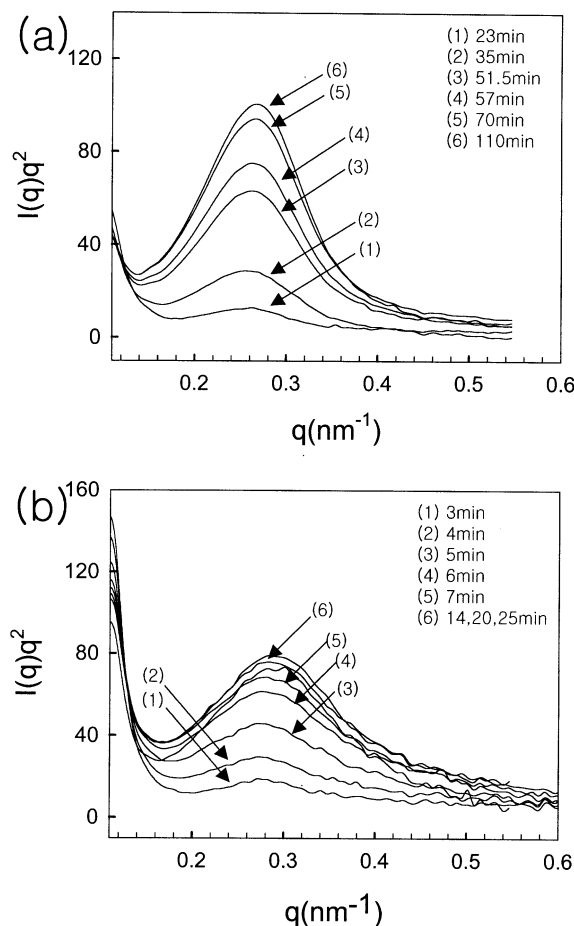 (a)
(1) 23min
(2) 35min
(3) 51.5min
(4) 57min
(5) 70min
(6) 110min
120
80
40
0
I(q)q²
(6)
(5)
(4)
(3)
(2)
(1)
0.2 0.3 0.4 0.5 0.6
q(nm⁻¹)
(b)
(1) 3min
(2) 4min
(3) 5min
(4) 6min
(5) 7min
(6) 14,20,25min
160
120
80
40
0
I(q)q²
(6)
(5)
(4)
(3)
(2)
(1)
0.2 0.3 0.4 0.5 0.6
q(nm⁻¹)